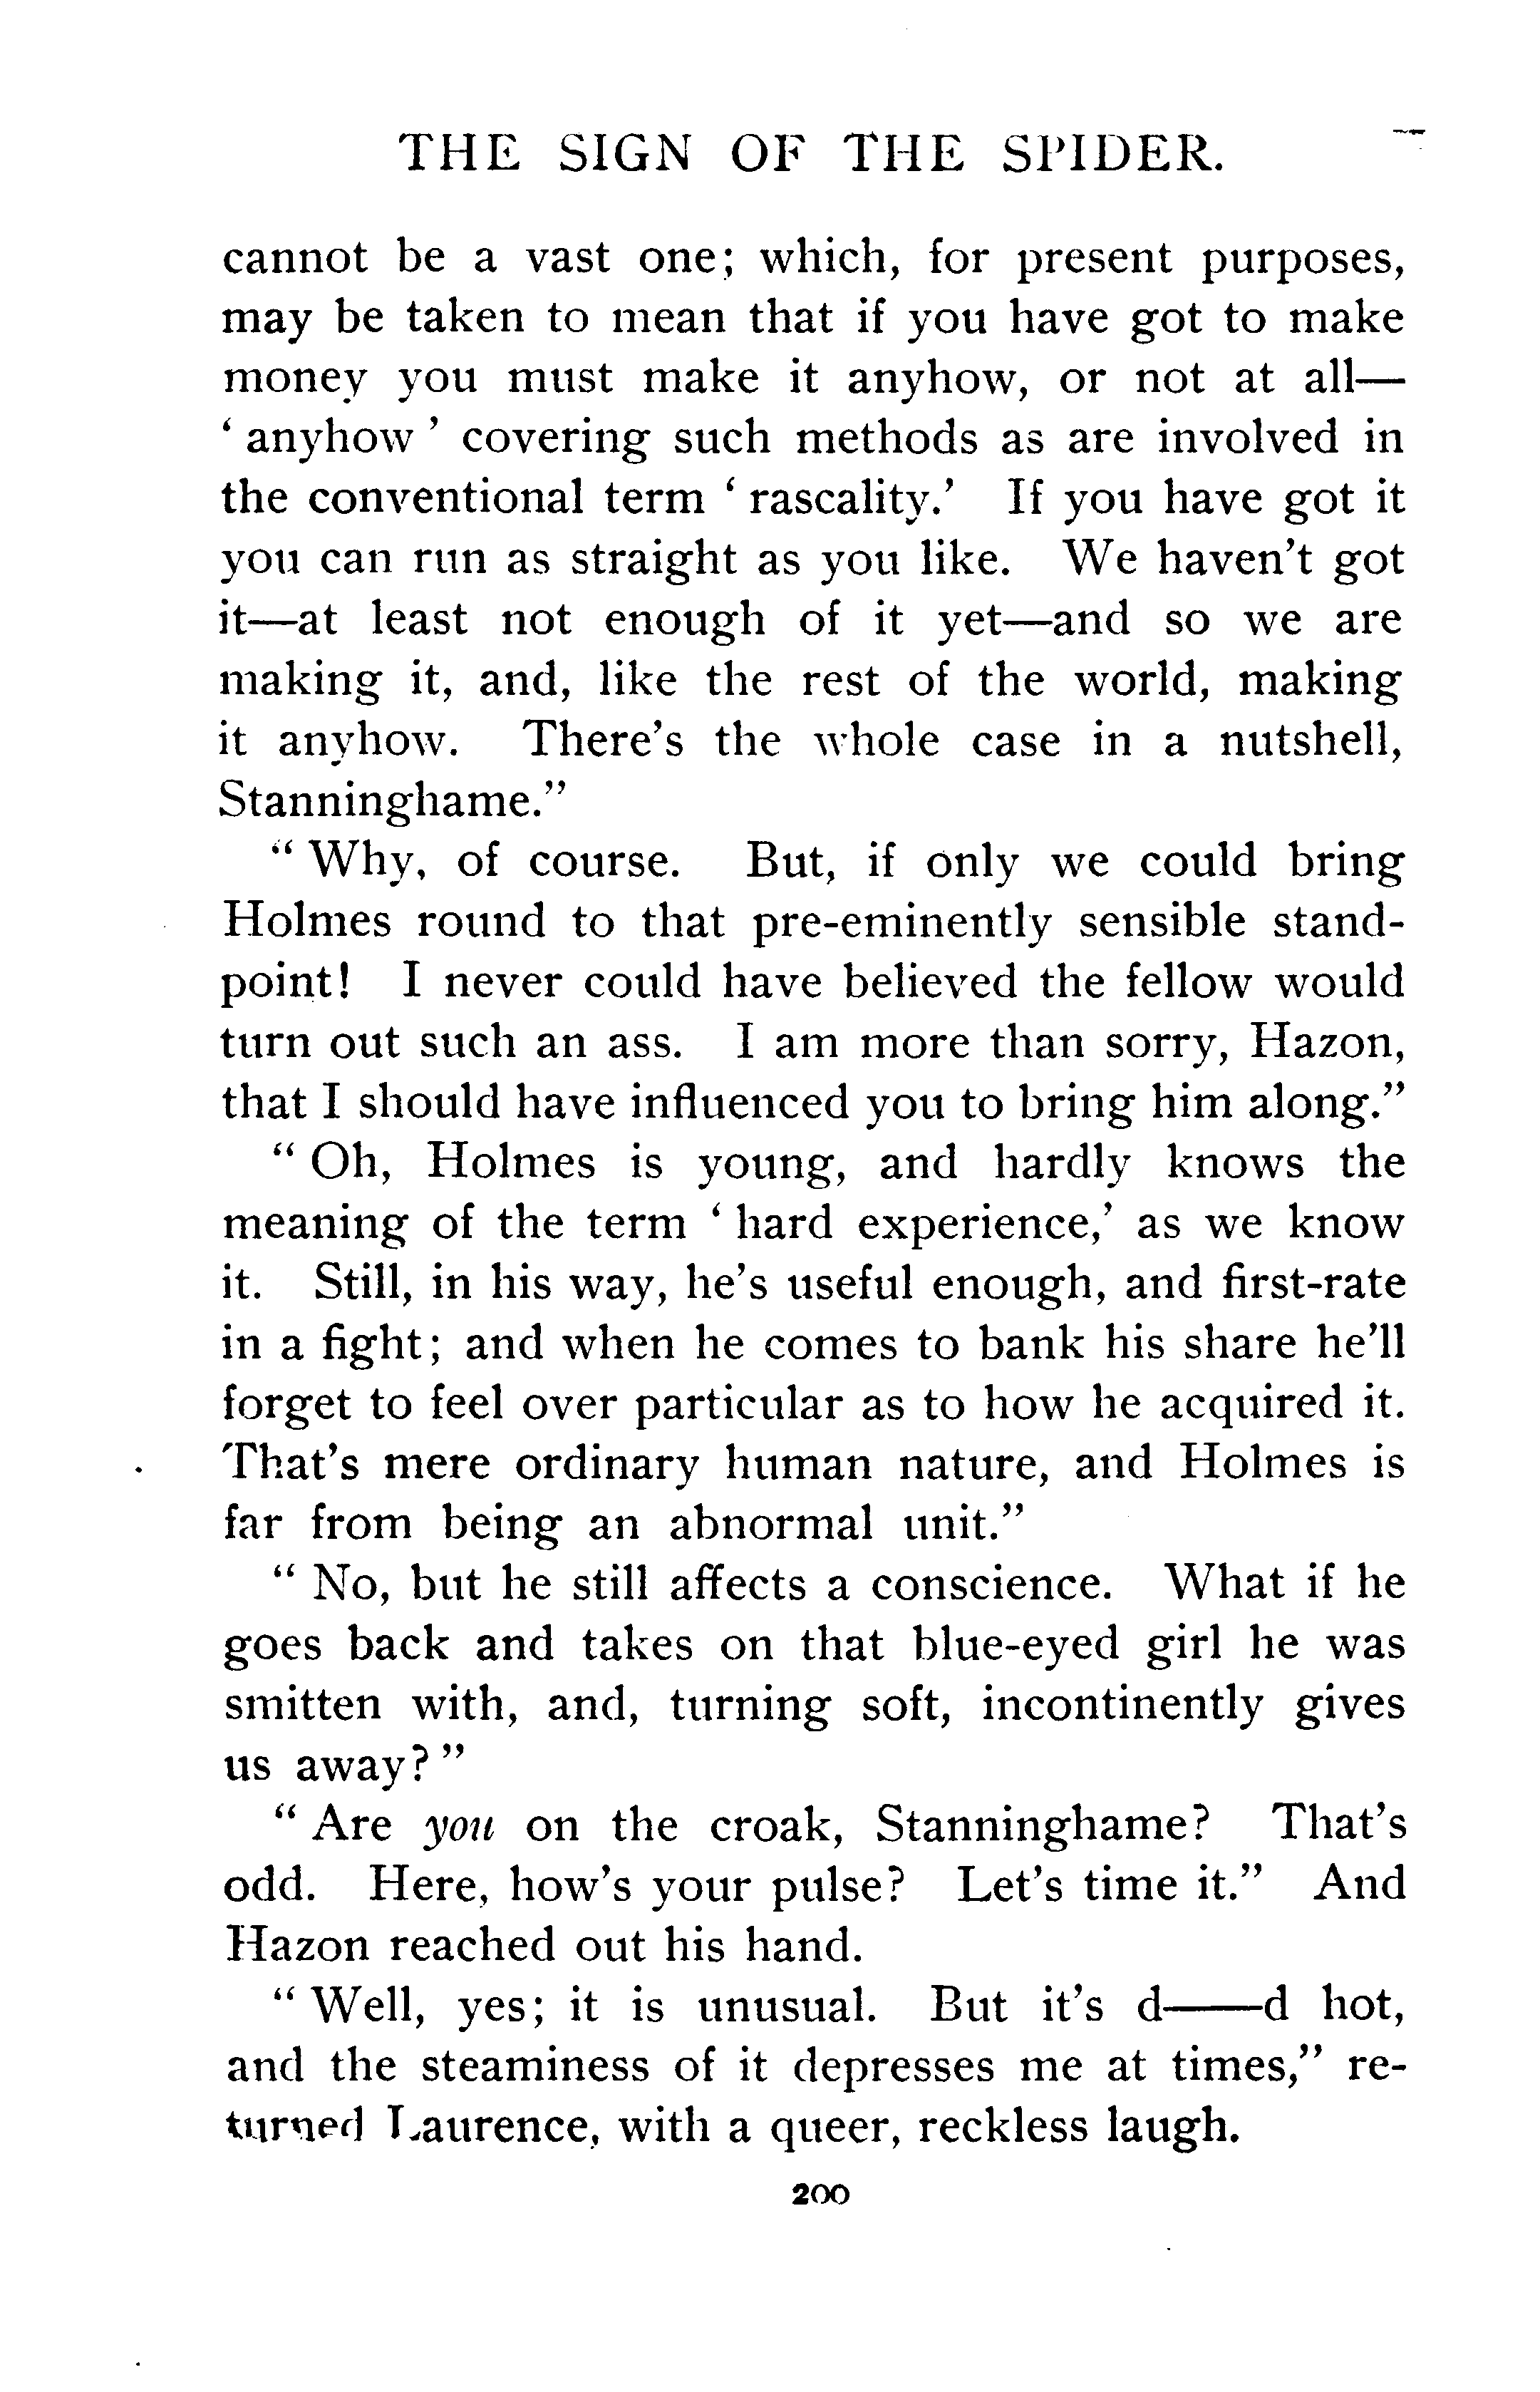 THE SIGN OF THE SPIDER.
cannot be a vast one; which, for present purposes,
may be taken to mean that if you have got to make
money you must make it anyhow, or not at all—
‘ anyhow ’ covering such methods as are involved in
the conventional term ‘ rascality.’ If you have got it
you can run as straight as you like. We haven’t got
it—at least not enough of it yet—and so we are
making it, and, like the rest of the world, making
it anyhow. There’s the whole case in a nutshell,
Stanninghame.”
“ Why, of course. But, if only we could bring
Holmes round to that pre-eminently sensible stand-
point! I never could have believed the fellow would
turn out such an ass. I am more than sorry, Hazon,
that I should have influenced you to bring him along.”
“ Oh, Holmes is young, and hardly knows the
meaning of the term ‘ hard experience,’ as we know
it. Still, in his way, he’s useful enough, and first-rate
in a fight; and when he comes to bank his share he’ll
forget to feel over particular as to how he acquired it.
That’s mere ordinary human nature, and Holmes is
far from being an abnormal unit.”
“ No, but he still affects a conscience. What if he
goes back and takes on that blue-eyed girl he was
smitten with, and, turning soft, incontinently gives
us away? ”
“ Are you on the croak, Stanninghame? That’s
odd. Here, how’s your pulse? Let’s time it.” And
Hazon reached out his hand.
“ Well, yes; it is unusual. But it’s d——d hot,
and the steaminess of it depresses me at times,” re-
turned Laurence, with a queer, reckless laugh.
200